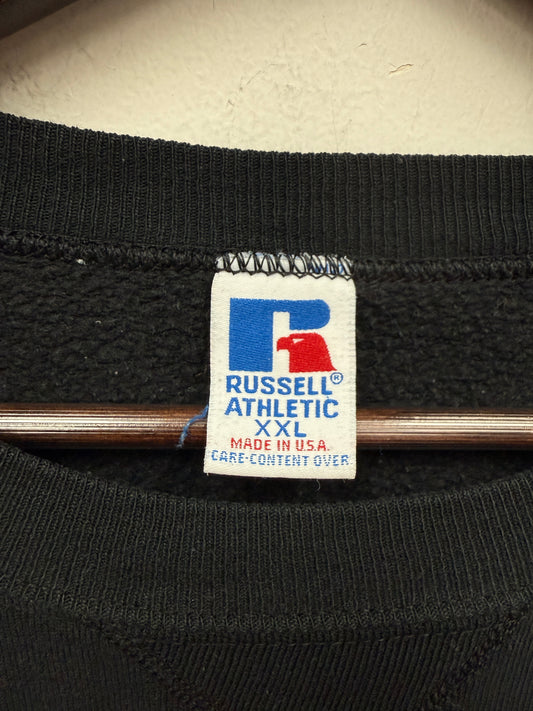 RUSSELL®
ATHLETIC
XXL
MADE IN U.S.A.
CARE-CONTENT OVER